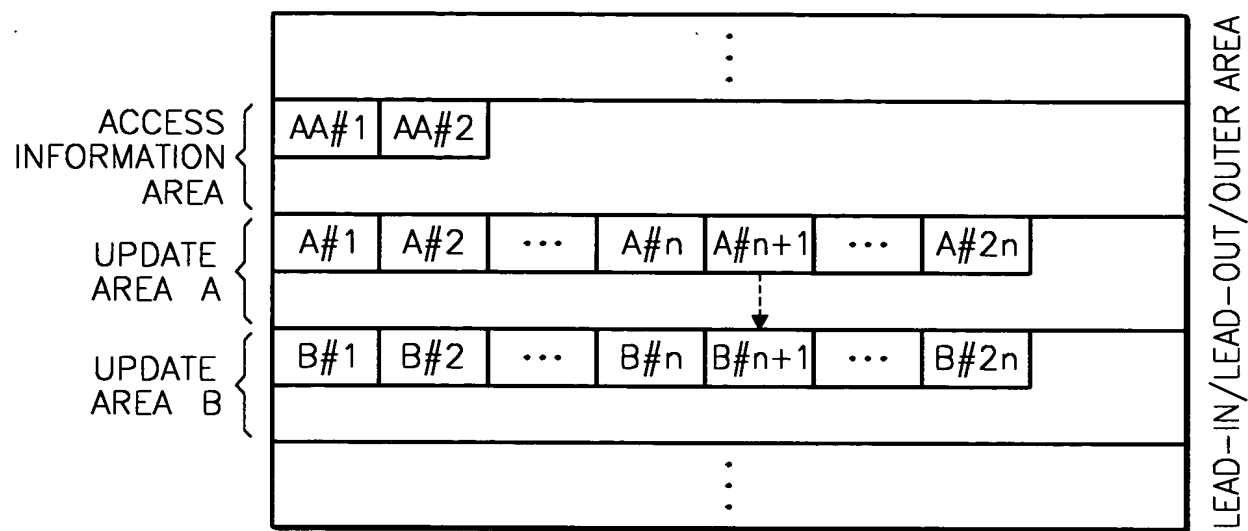 ⋮
ACCESS
INFORMATION
AREA
AA#1 AA#2
UPDATE
AREA A
A#1 A#2 ... A#n A#n+1 ... A#2n
UPDATE
AREA B
B#1 B#2 ... B#n B#n+1 ... B#2n
⋮
LEAD-IN/LEAD-OUT/OUTER AREA